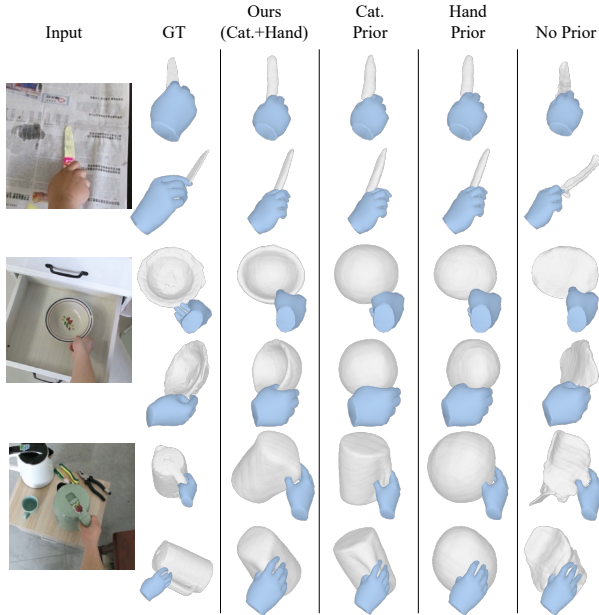 Input
GT
Ours
(Cat.+Hand)
Cat.
Prior
Hand
Prior
No Prior